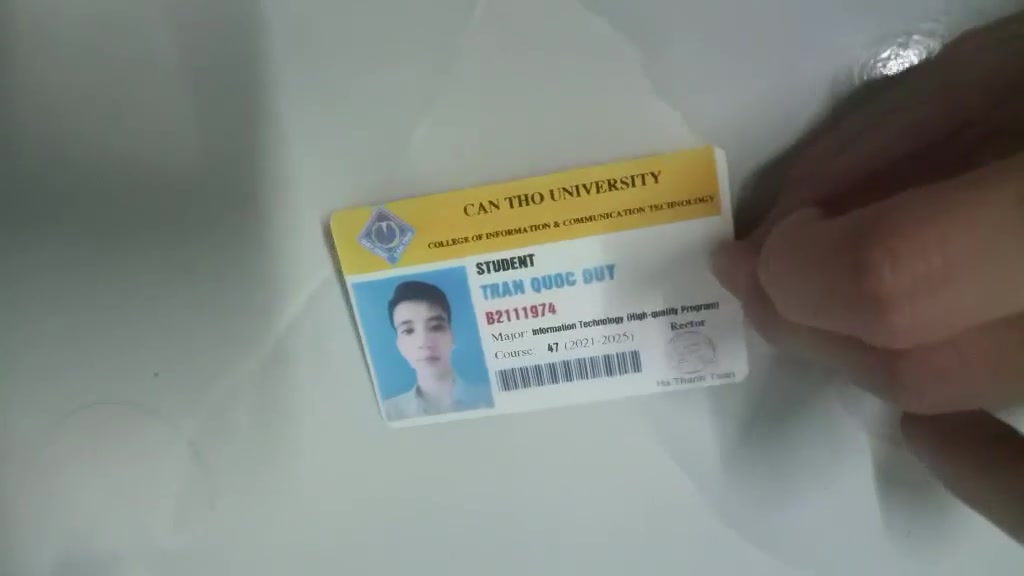 CAN THO UNIVERSITY
COLLEGE OF INFORMATION & COMMUNICATION TECHNOLOGY
STUDENT
TRAN QUOC DUY
B2111974
Major: Information Technology (High-quality Program)
Course: 47 (2021-2025)
Rector
Ha Thanh Toan